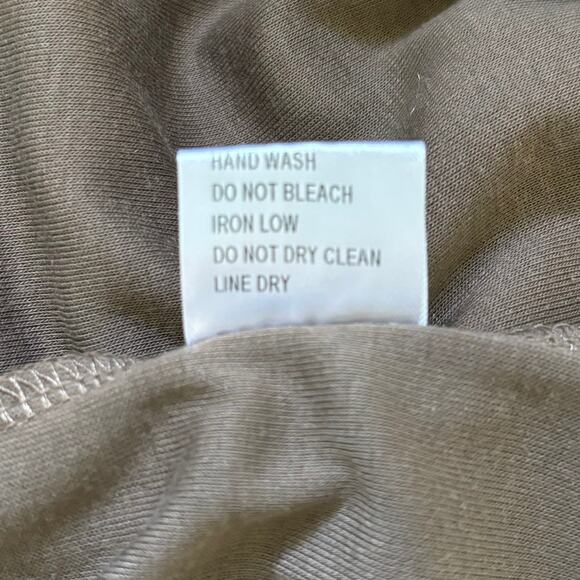 HAND WASH
DO NOT BLEACH
IRON LOW
DO NOT DRY CLEAN
LINE DRY